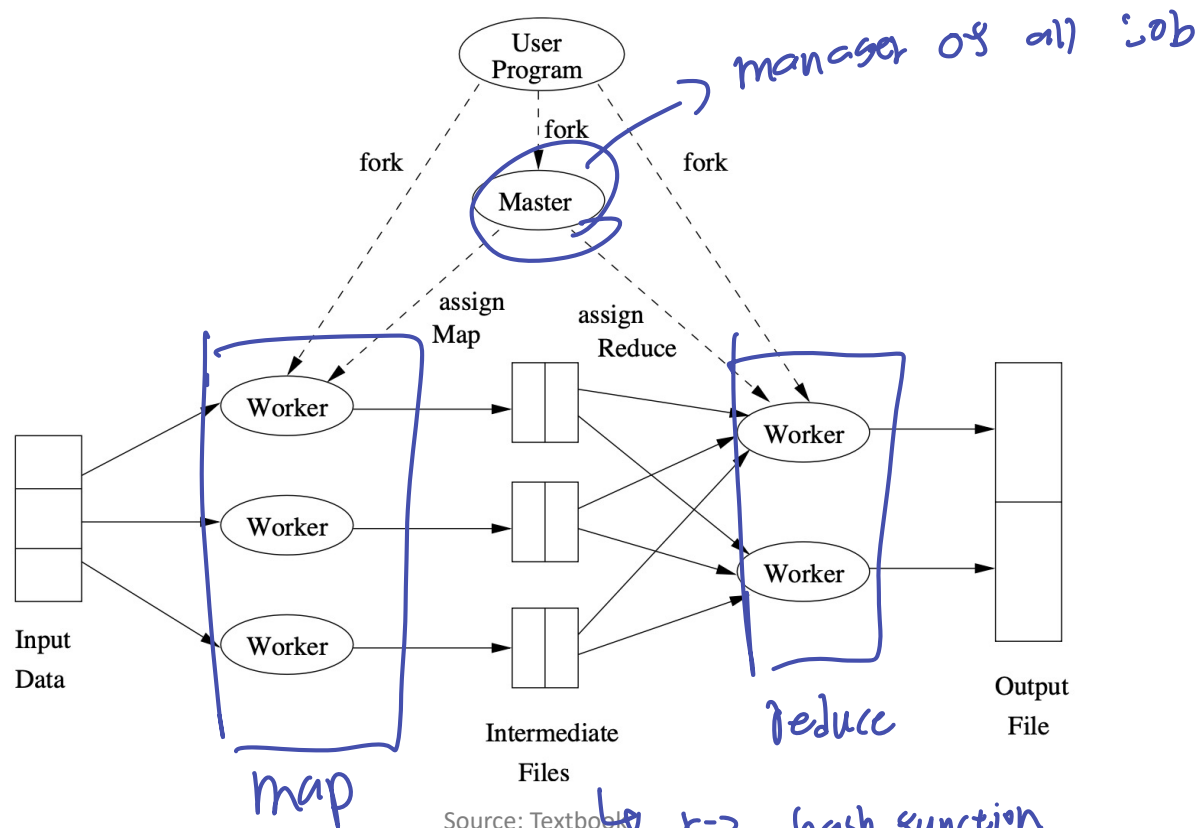 User
Program
manager of all job
fork
fork
fork
Master
assign
Map
assign
Reduce
Worker
Worker
Worker
Worker
Worker
Input
Data
Intermediate
Files
Output
File
map
reduce
Source: Textbook
hash function